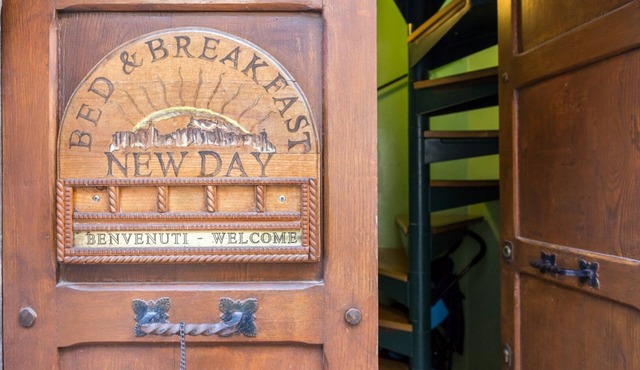 BED & BREAKFAST
NEW DAY
BENVENUTI - WELCOME